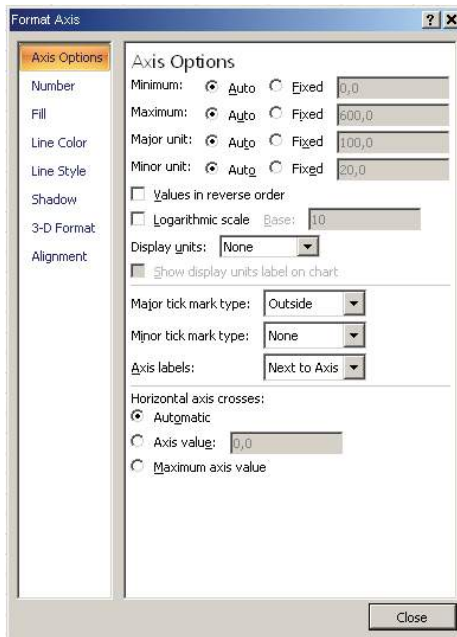 Format Axis
Axis Options
Number
Fill
Line Color
Line Style
Shadow
3-D Format
Alignment
Axis Options
Minimum: Auto Fixed 0,0
Maximum: Auto Fixed 600,0
Major unit: Auto Fixed 100,0
Minor unit: Auto Fixed 20,0
Values in reverse order
Logarithmic scale Base: 10
Display units: None
Show display units label on chart
Major tick mark type: Outside
Minor tick mark type: None
Axis labels: Next to Axis
Horizontal axis crosses:
Automatic
Axis value: 0,0
Maximum axis value
Close